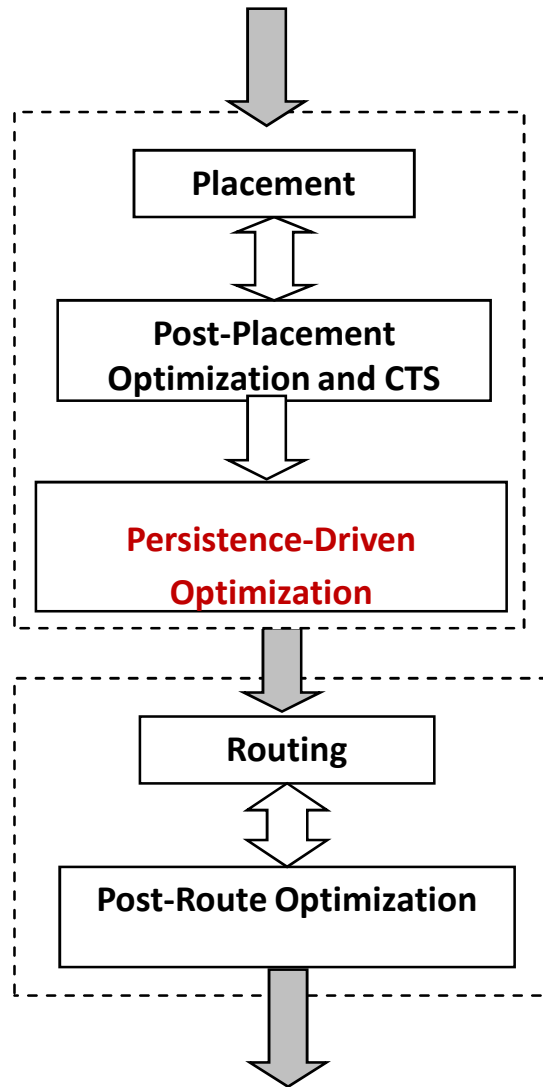 Placement
Post-Placement
Optimization and CTS
Persistence-Driven
Optimization
Routing
Post-Route Optimization